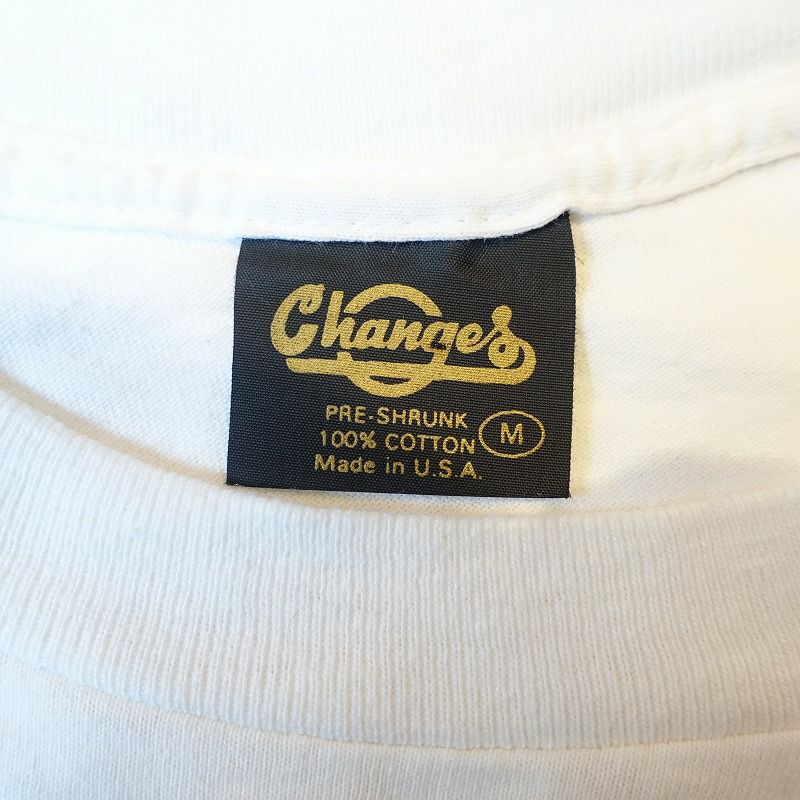 Changes
PRE-SHRUNK
100% COTTON
M
Made in U.S.A.